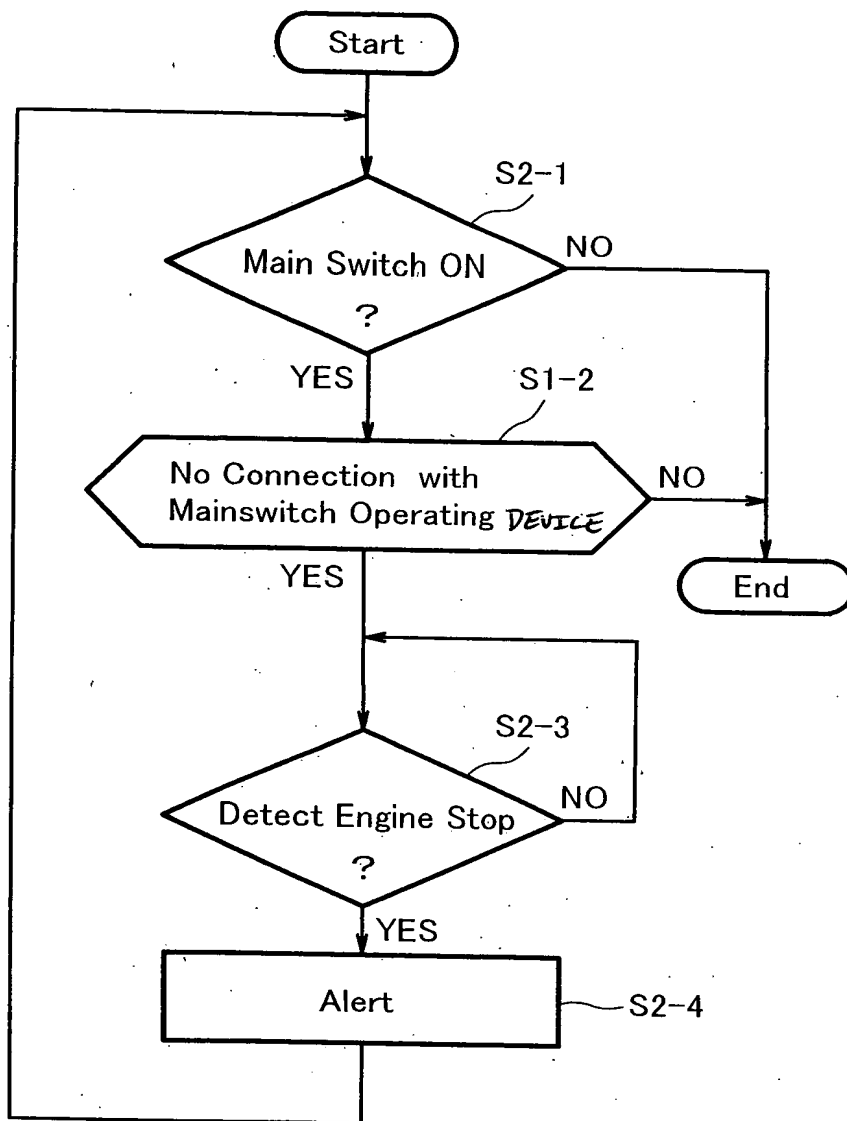 Start
S2-1
Main Switch ON
?
NO
YES
S1-2
No Connection with
Mainswitch Operating DEVICE
NO
YES
End
S2-3
Detect Engine Stop
?
NO
YES
Alert
S2-4